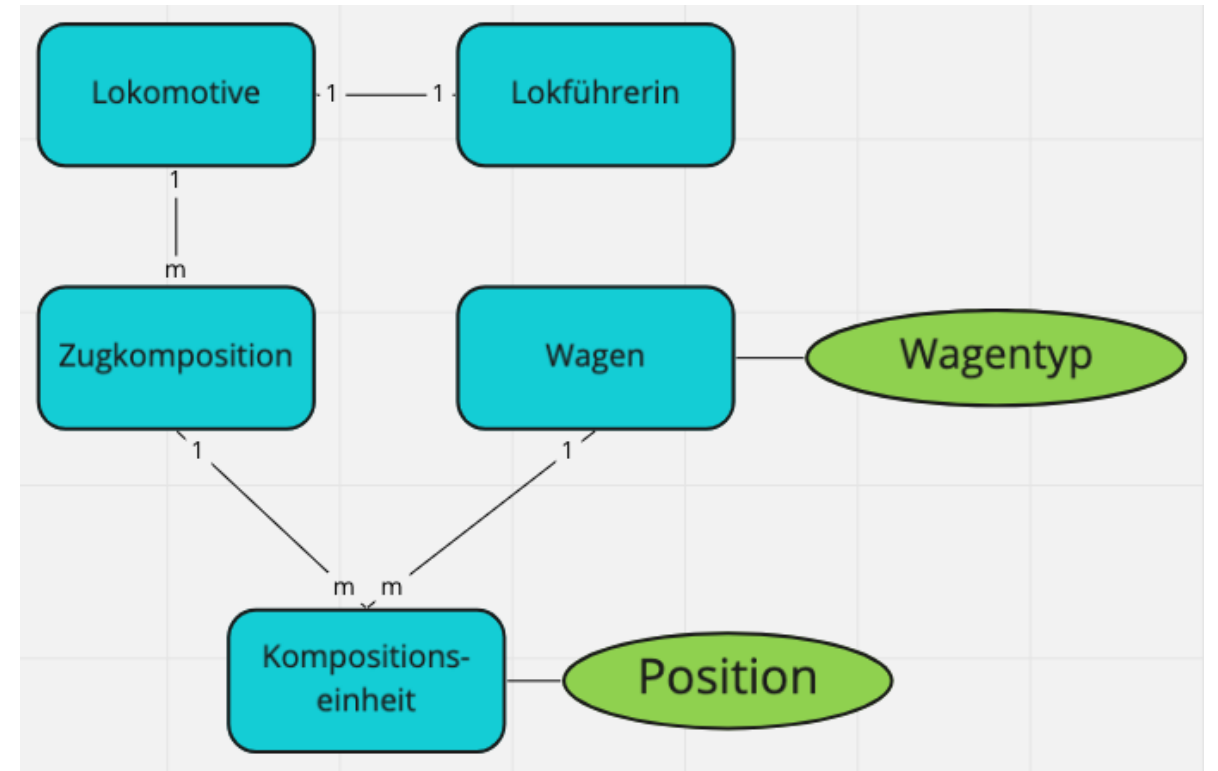 Lokomotive
1
1
Lokführerin
1
m
Zugkomposition
Wagen
Wagentyp
1
1
m
m
Kompositions-
einheit
Position